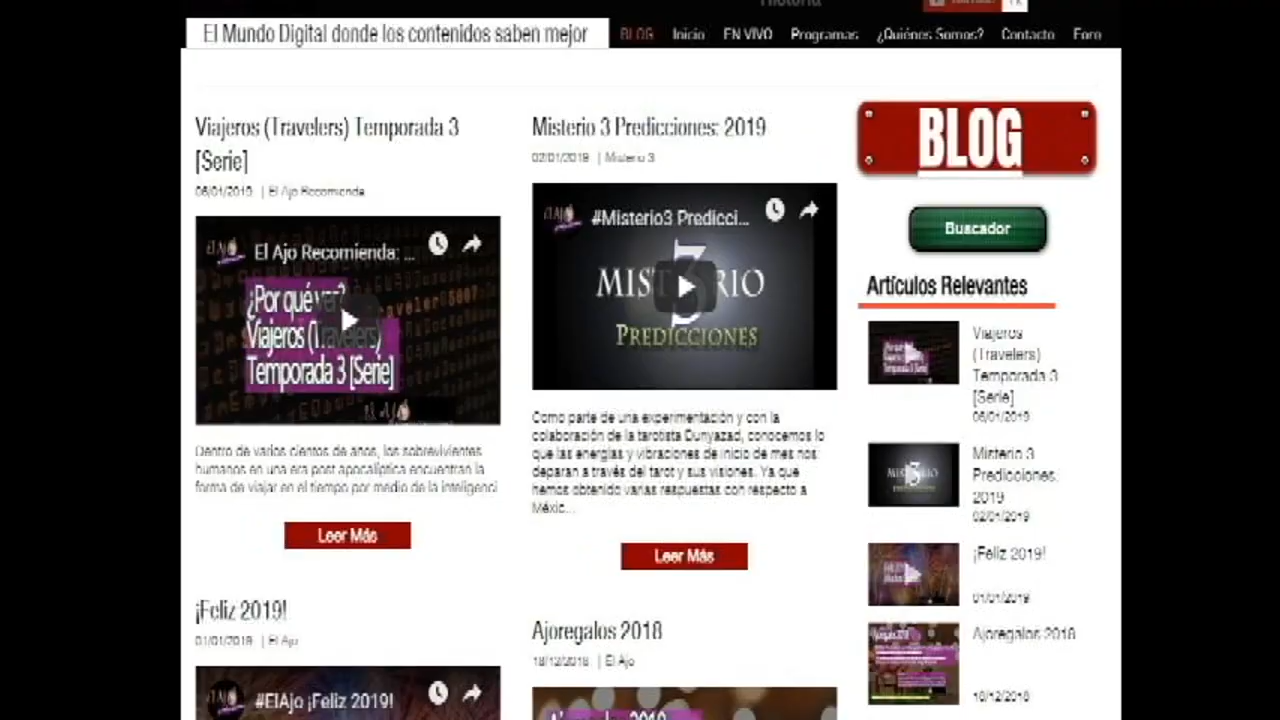 Historia
El Mundo Digital donde los contenidos saben mejor
BLOG Inicio EN VIVO Programas ¿Quiénes Somos? Contacto Foro
Viajeros (Travelers) Temporada 3
[Serie]
06/01/2019 | El Ajo Recomienda
El Ajo Recomienda: ...
¿Por qué ver?
Viajeros (Travelers)
Temporada 3 [Serie]
Dentro de varios cientos de años, los sobrevivientes
humanos en una era post apocalíptica encuentran la
forma de viajar en el tiempo por medio de la inteligenci
Leer Más
¡Feliz 2019!
01/01/2019 | El Ajo
#ElAjo ¡Feliz 2019!
Misterio 3 Predicciones: 2019
02/01/2019 | Misterio 3
#Misterio3 Predicci...
MIST3RIO
PREDICCIONES
Como parte de una experimentación y con la
colaboración de la tarotista Dunyazad, conocemos lo
que las energías y vibraciones de inicio de mes nos
deparan a través del tarot y sus visiones. Ya que
hemos obtenido varias respuestas con respecto a
Méxic...
Leer Más
Ajoregalos 2018
18/12/2018 | El Ajo
Ajoregalos 2018
BLOG
Buscador
Artículos Relevantes
Viajeros
(Travelers)
Temporada 3
[Serie]
06/01/2019
Misterio 3
Predicciones:
2019
02/01/2019
¡Feliz 2019!
01/01/2019
Ajoregalos 2018
18/12/2018